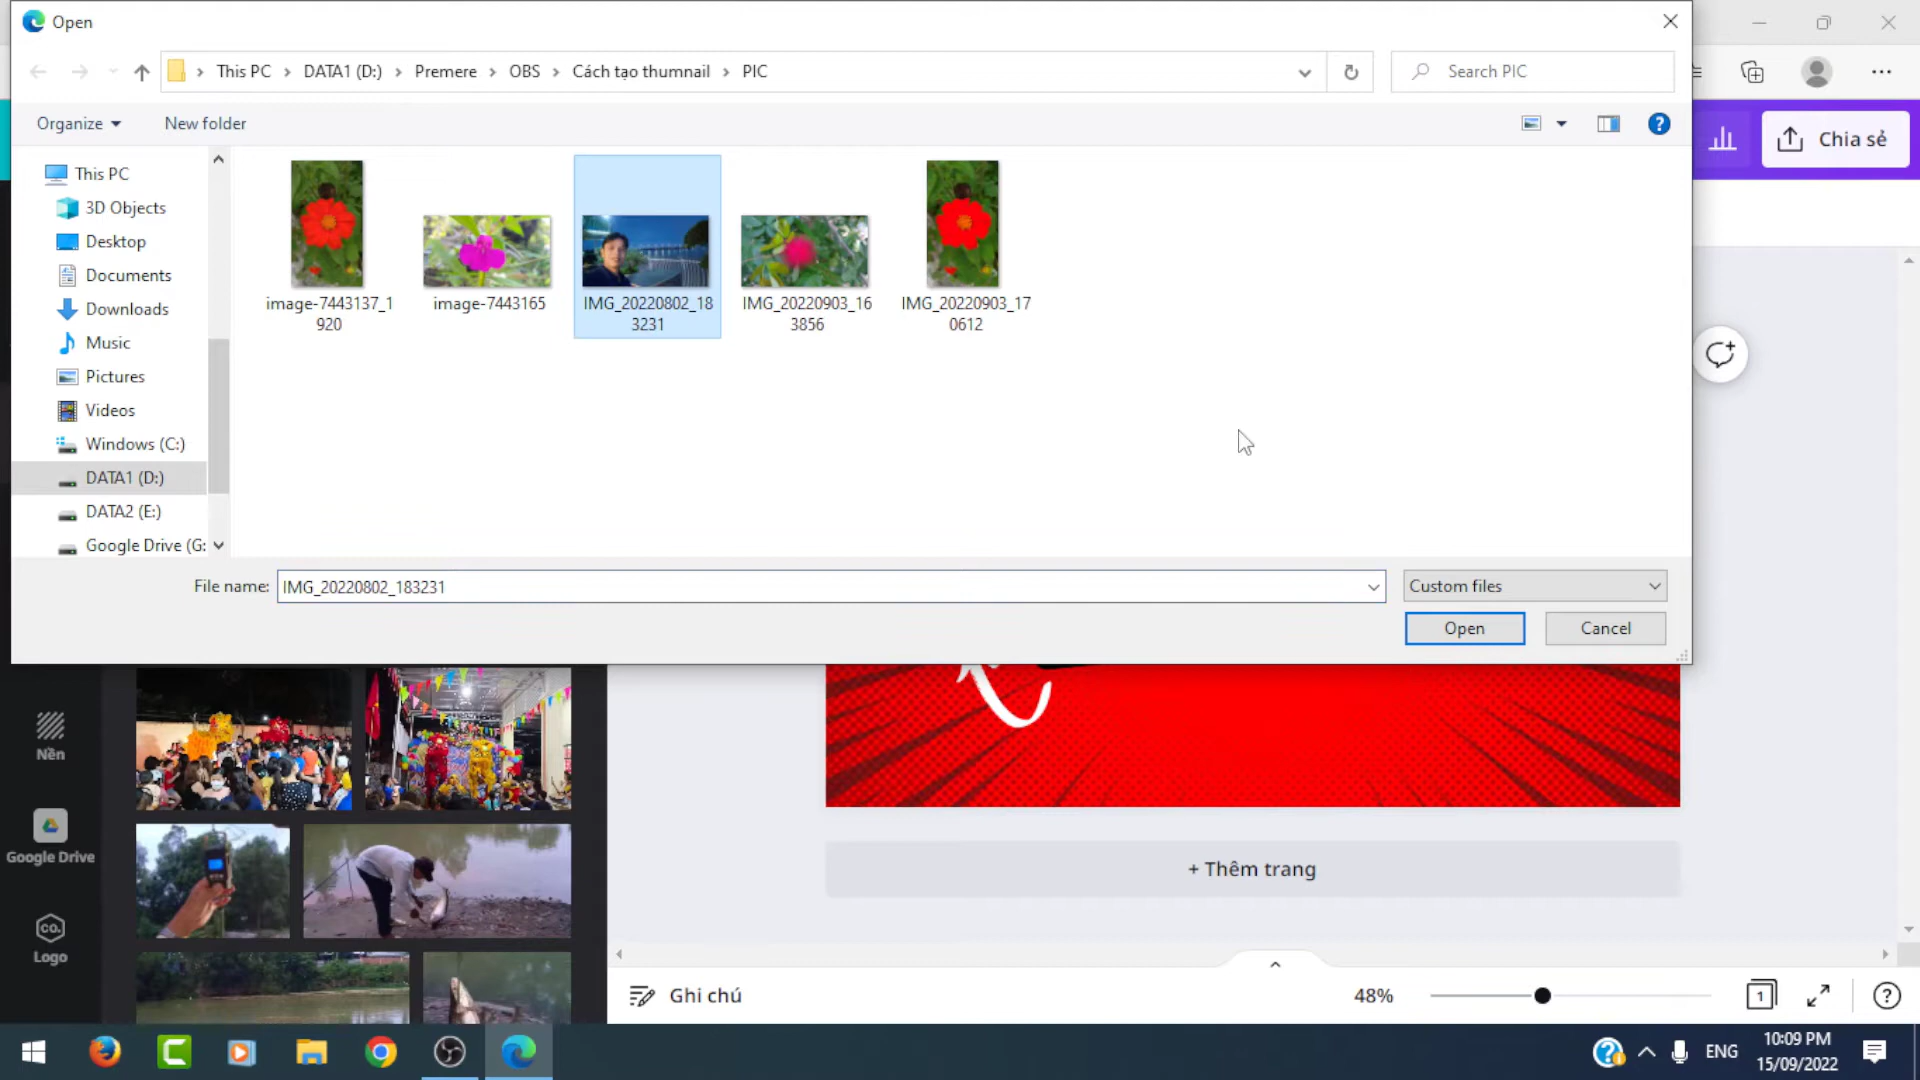 Open
This PC > DATA1 (D:) > Premere > OBS > Cách tạo thumnail > PIC
Search PIC
Organize
New folder
Chia sẻ
This PC
3D Objects
Desktop
Documents
Downloads
Music
Pictures
Videos
Windows (C:)
DATA1 (D:)
DATA2 (E:)
Google Drive (G:
image-7443137_1
920
image-7443165
IMG_20220802_18
3231
IMG_20220903_16
3856
IMG_20220903_17
0612
File name:
IMG_20220802_183231
Custom files
Open
Cancel
Nền
Google Drive
co.
Logo
+ Thêm trang
Ghi chú
48%
1
ENG
10:09 PM
15/09/2022